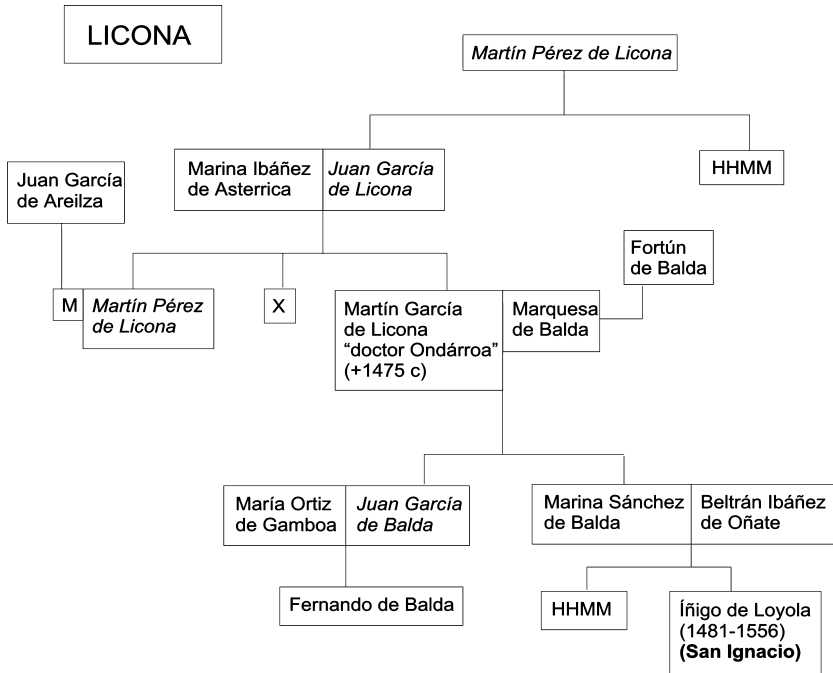 LICONA
Martín Pérez de Licona
Marina Ibáñez
de Asterrica
Juan García
de Licona
HHMM
Juan García
de Areilza
Fortún
de Balda
M
Martín Pérez
de Licona
X
Martín García
de Licona
“doctor Ondárroa”
(+1475 c)
Marquesa
de Balda
María Ortiz
de Gamboa
Juan García
de Balda
Marina Sánchez
de Balda
Beltrán Ibáñez
de Oñate
Fernando de Balda
HHMM
Íñigo de Loyola
(1481-1556)
(San Ignacio)